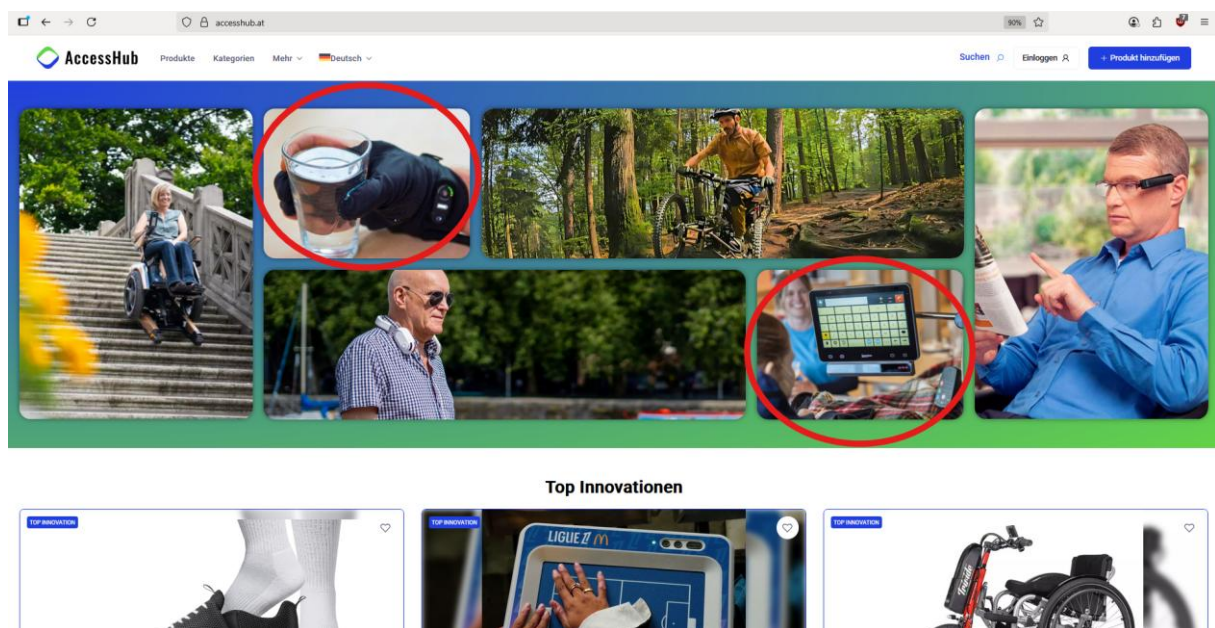 accesshub.at
90%
AccessHub Produkte Kategorien Mehr Deutsch Suchen Einloggen + Produkt hinzufügen
Top Innovationen
TOP INNOVATION TOP INNOVATION TOP INNOVATION
LIGUE 1 M
Tripide